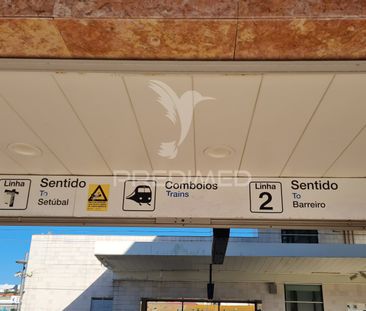 Linha
1
Sentido
To
Setúbal
Comboios
Trains
Linha
2
Sentido
To
Barreiro
PREDIMED